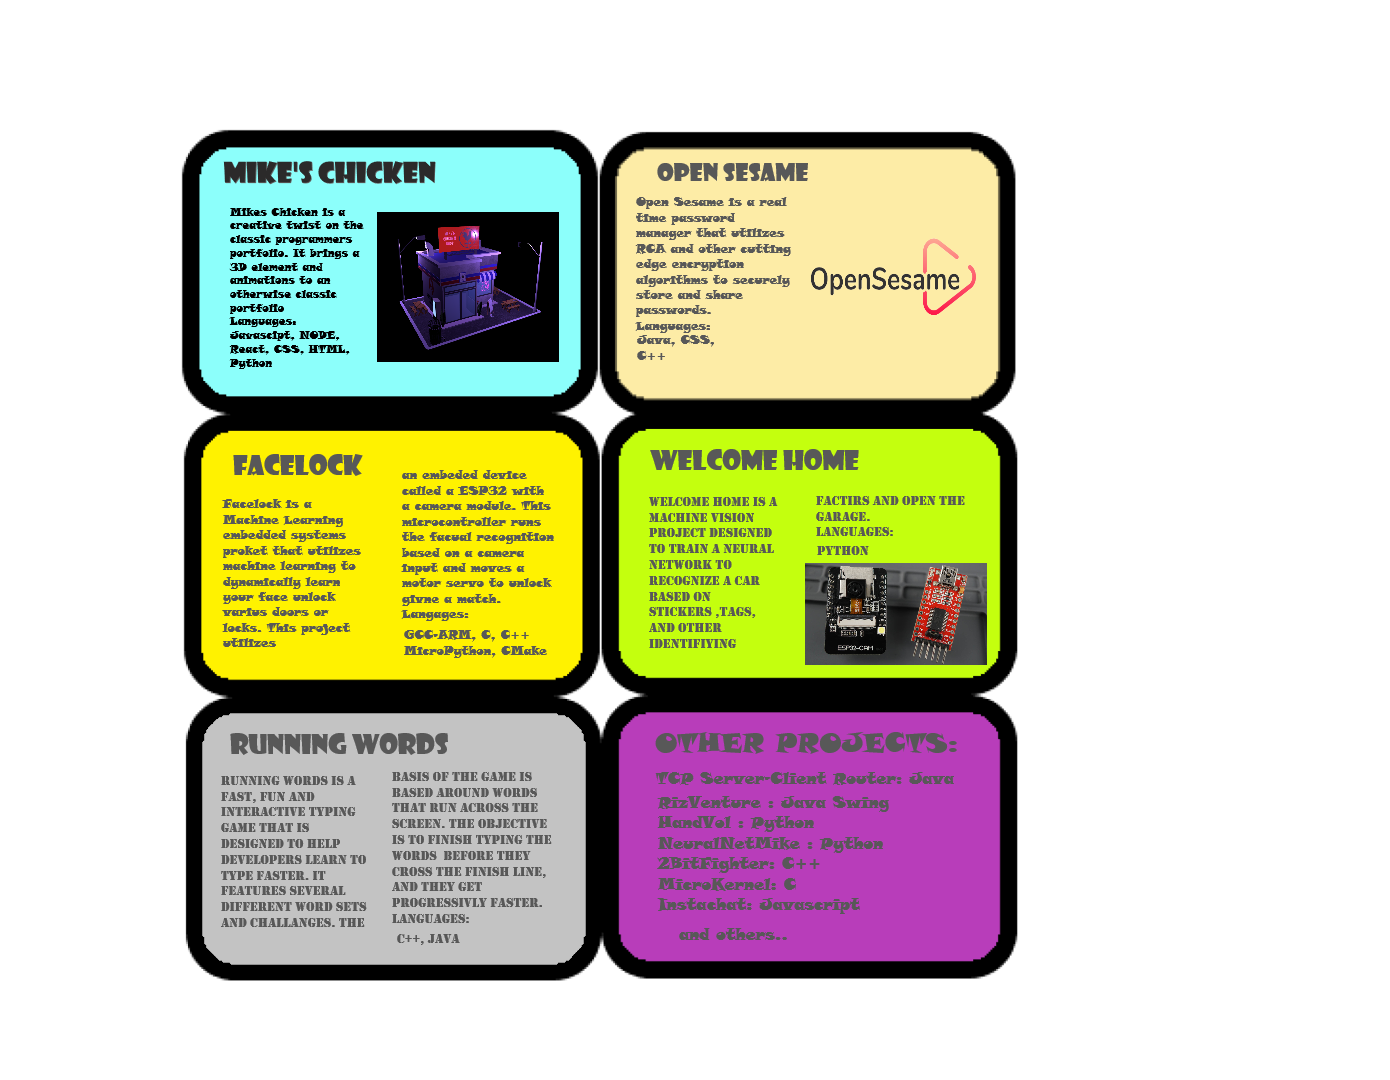 MIKE'S CHICKEN
Mikes Chicken is a
creative twist on the
classic programmers
portfolio. It brings a
3D element and
animations to an
otherwise classic
portfolio
Languages:
Javascipt, NODE,
React, CSS, HTML,
Python
OPEN SESAME
Open Sesame is a real
time password
manager that utilizes
RCA and other cutting
edge encryption
algorithms to securely
store and share
passwords.
Languages:
Java, CSS,
C++
OpenSesame
FACELOCK
Facelock is a
Machine Learning
embedded systems
proket that utilizes
machine learning to
dynamically learn
your face unlock
varius doors or
locks. This project
utilizes
an embeded device
called a ESP32 with
a camera module. This
microcontroller runs
the facual recognition
based on a camera
input and moves a
motor servo to unlock
givne a match.
Langages:
GCC-ARM, C, C++
MicroPython, CMake
WELCOME HOME
WELCOME HOME IS A
MACHINE VISION
PROJECT DESIGNED
TO TRAIN A NEURAL
NETWORK TO
RECOGNIZE A CAR
BASED ON
STICKERS ,TAGS,
AND OTHER
IDENTIFIYING
FACTIRS AND OPEN THE
GARAGE.
LANGUAGES:
PYTHON
ESP32-CAM
RUNNING WORDS
RUNNING WORDS IS A
FAST, FUN AND
INTERACTIVE TYPING
GAME THAT IS
DESIGNED TO HELP
DEVELOPERS LEARN TO
TYPE FASTER. IT
FEATURES SEVERAL
DIFFERENT WORD SETS
AND CHALLANGES. THE
BASIS OF THE GAME IS
BASED AROUND WORDS
THAT RUN ACROSS THE
SCREEN. THE OBJECTIVE
IS TO FINISH TYPING THE
WORDS BEFORE THEY
CROSS THE FINISH LINE,
AND THEY GET
PROGRESSIVLY FASTER.
LANGUAGES:
C++, JAVA
OTHER PROJECTS:
TCP Server-Client Router: Java
RizVenture : Java Swing
HandVol : Python
NeuralNetMike : Python
2BitFighter: C++
MicroKernel: C
Instachat: Javascript
and others..